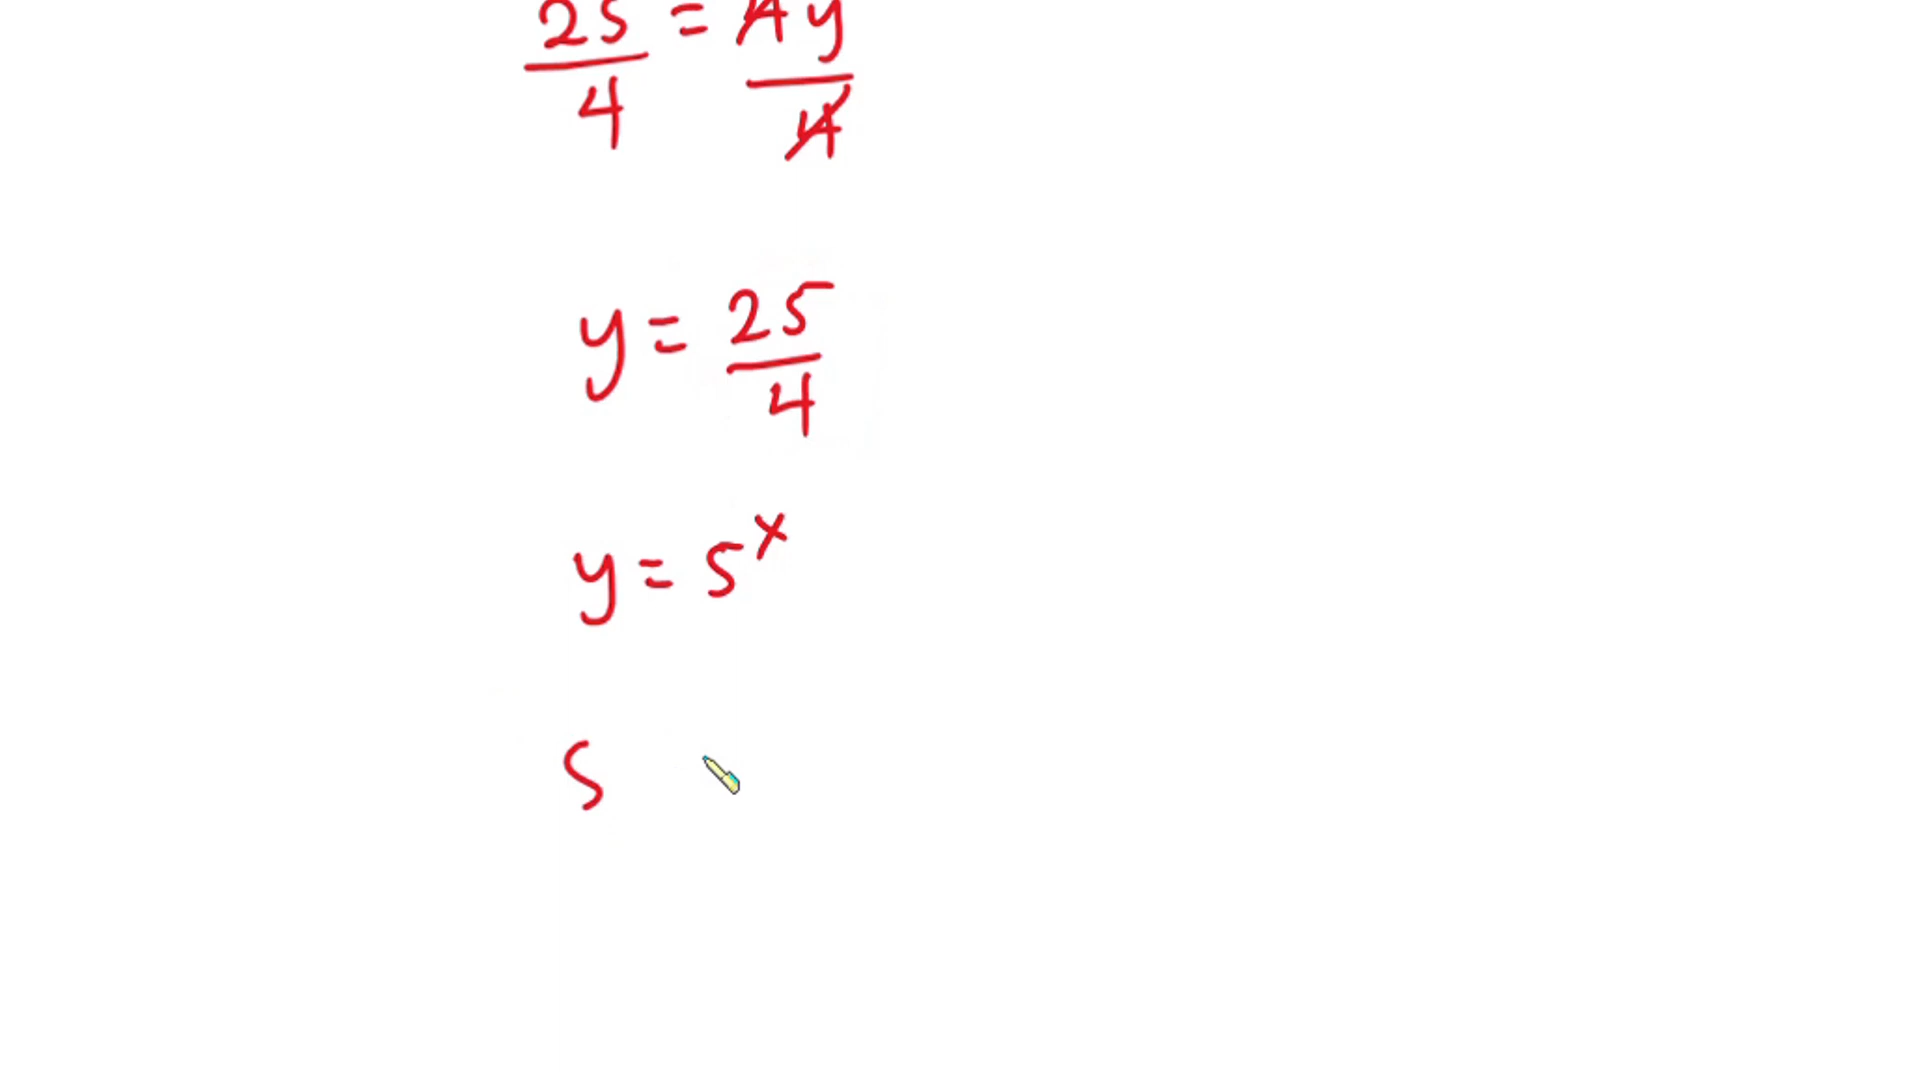 25/4 = 4y/4
y = 25/4
y = 5^x
5